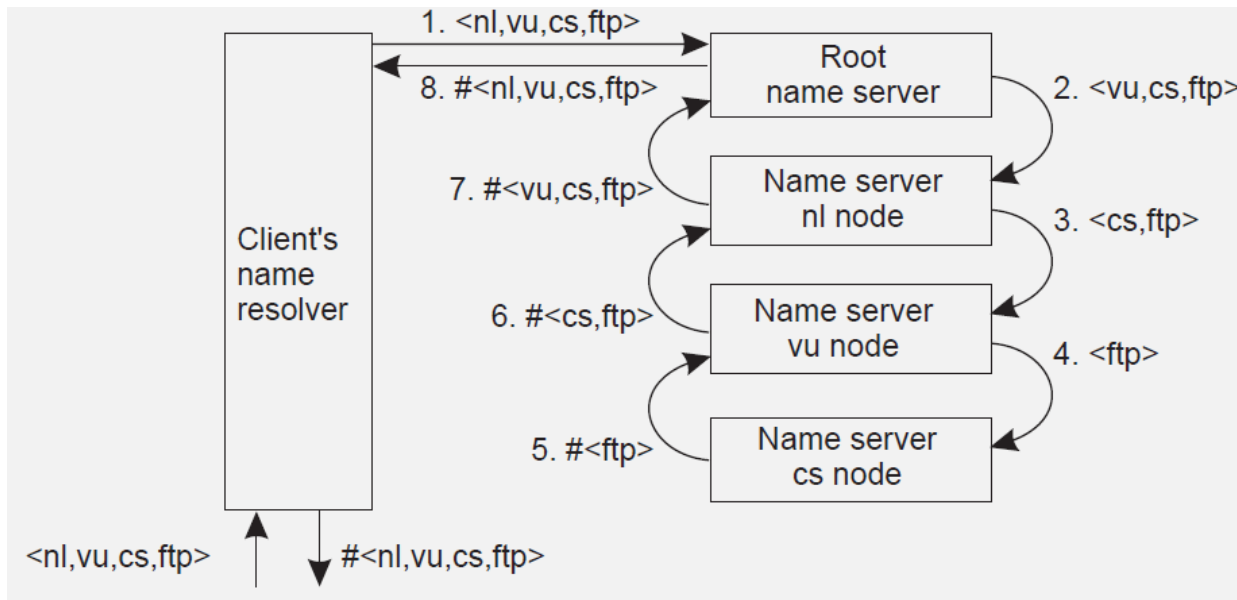 1. <nl,vu,cs,ftp>
8. #<nl,vu,cs,ftp>
Root
name server
2. <vu,cs,ftp>
7. #<vu,cs,ftp>
Name server
nl node
3. <cs,ftp>
Client's
name
resolver
6. #<cs,ftp>
Name server
vu node
4. <ftp>
5. #<ftp>
Name server
cs node
<nl,vu,cs,ftp>
#<nl,vu,cs,ftp>